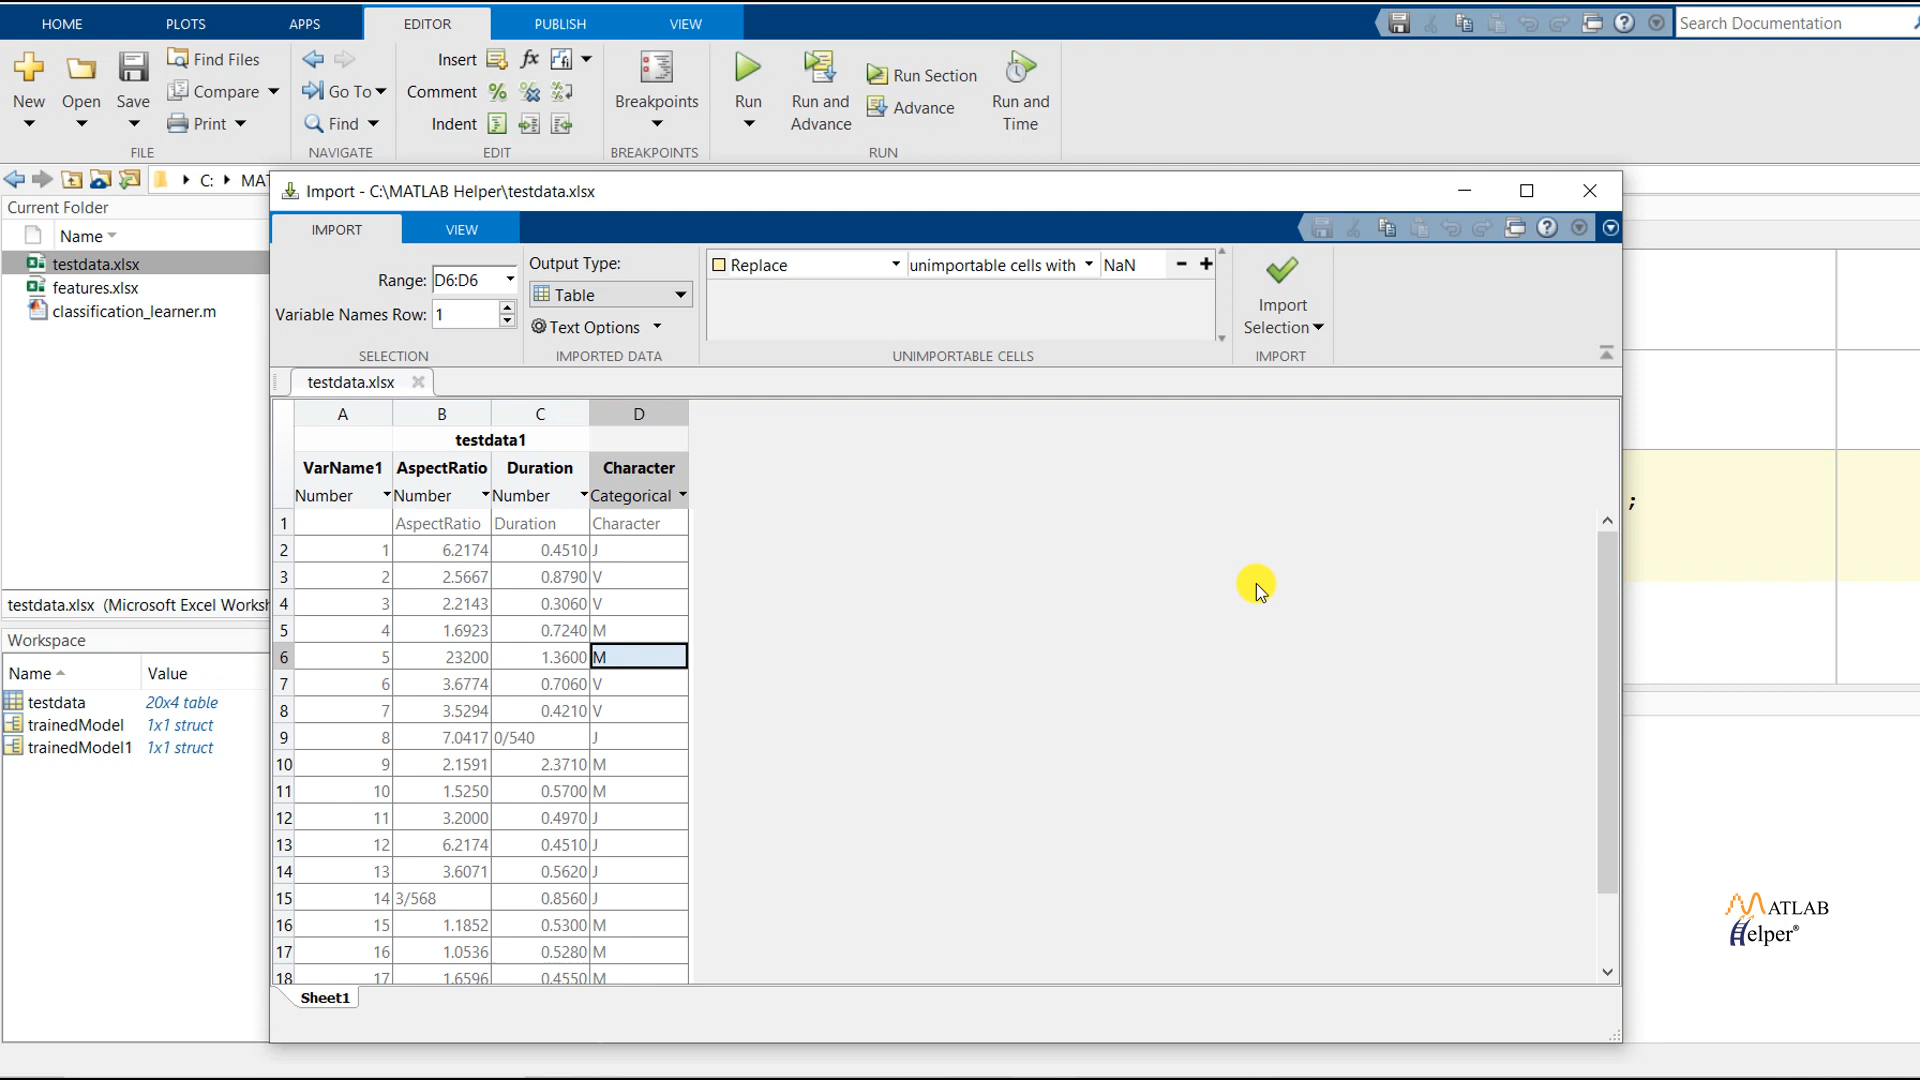 HOME PLOTS APPS EDITOR PUBLISH VIEW Search Documentation
New Open Save Find Files Compare Print
FILE
Go To Find
NAVIGATE
Insert fx
Comment
Indent
EDIT
Breakpoints
BREAKPOINTS
Run Run and Advance Run Section Advance Run and Time
RUN
C: MAT
Import - C:\MATLAB Helper\testdata.xlsx
Current Folder
Name
testdata.xlsx
features.xlsx
classification_learner.m
testdata.xlsx (Microsoft Excel Worksh
Workspace
Name Value
testdata 20x4 table
trainedModel 1x1 struct
trainedModel1 1x1 struct
IMPORT VIEW
Range: D6:D6
Variable Names Row: 1
SELECTION
Output Type:
Table
Text Options
IMPORTED DATA
Replace unimportable cells with NaN
UNIMPORTABLE CELLS
Import Selection
IMPORT
testdata.xlsx
A B C D
testdata1
VarName1 AspectRatio Duration Character
Number Number Number Categorical
1 AspectRatio Duration Character
2 1 6.2174 0.4510 J
3 2 2.5667 0.8790 V
4 3 2.2143 0.3060 V
5 4 1.6923 0.7240 M
6 5 23200 1.3600 M
7 6 3.6774 0.7060 V
8 7 3.5294 0.4210 V
9 8 7.0417 0/540 J
10 9 2.1591 2.3710 M
11 10 1.5250 0.5700 M
12 11 3.2000 0.4970 J
13 12 6.2174 0.4510 J
14 13 3.6071 0.5620 J
15 14 3/568 0.8560 J
16 15 1.1852 0.5300 M
17 16 1.0536 0.5280 M
18 17 1.6596 0.4550 M
Sheet1
;
MATLAB
Helper®